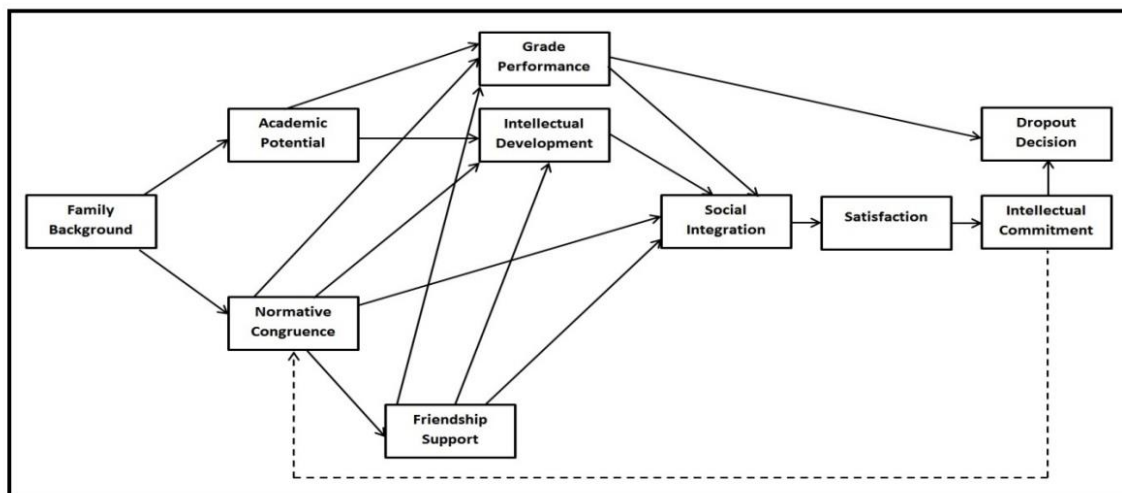 Grade
Performance
Academic
Potential
Intellectual
Development
Dropout
Decision
Family
Background
Social
Integration
Satisfaction
Intellectual
Commitment
Normative
Congruence
Friendship
Support